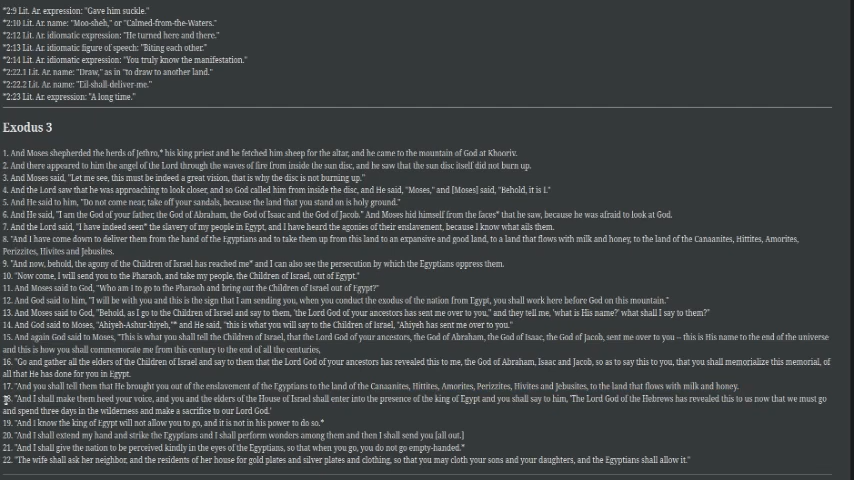 *2:9 Lit. Ar. expression: "Gave him suckle."
*2:10 Lit. Ar. name: "Moo-sheh," or "Calmed-from-the-Waters."
*2:12 Lit. Ar. idiomatic expression: "He turned here and there."
*2:13 Lit. Ar. idiomatic figure of speech: "Biting each other."
*2:14 Lit. Ar. idiomatic expression: "You truly know the manifestation."
*2:22.1 Lit. Ar. name: "Draw," as in "to draw to another land."
*2:22.2 Lit. Ar. name: "Eil-shall-deliver-me."
*2:23 Lit. Ar. expression: "A long time."
Exodus 3
1. And Moses shepherded the herds of Jethro,* his king priest and he fetched him sheep for the altar, and he came to the mountain of God at Khooriv.
2. And there appeared to him the angel of the Lord through the waves of fire from inside the sun disc, and he saw that the sun disc itself did not burn up.
3. And Moses said, "Let me see, this must be indeed a great vision, that is why the disc is not burning up."
4. And the Lord saw that he was approaching to look closer, and so God called him from inside the disc, and He said, "Moses," and [Moses] said, "Behold, it is I."
5. And He said to him, "Do not come near, take off your sandals, because the land that you stand on is holy ground."
6. And He said, "I am the God of your father, the God of Abraham, the God of Isaac and the God of Jacob." And Moses hid himself from the faces* that he saw, because he was afraid to look at God.
7. And the Lord said, "I have indeed seen* the slavery of my people in Egypt, and I have heard the agonies of their enslavement, because I know what ails them.
8. "And I have come down to deliver them from the hand of the Egyptians and to take them up from this land to an expansive and good land, to a land that flows with milk and honey, to the land of the Canaanites, Hittites, Amorites,
Perizzites, Hivites and Jebusites.
9. "And now, behold, the agony of the Children of Israel has reached me* and I can also see the persecution by which the Egyptians oppress them.
10. "Now come, I will send you to the Pharaoh, and take my people, the Children of Israel, out of Egypt."
11. And Moses said to God, "Who am I to go to the Pharaoh and bring out the Children of Israel out of Egypt?"
12. And God said to him, "I will be with you and this is the sign that I am sending you, when you conduct the exodus of the nation from Egypt, you shall work here before God on this mountain."
13. And Moses said to God, "Behold, as I go to the Children of Israel and say to them, 'the Lord God of your ancestors has sent me over to you,' and they tell me, 'what is His name?' what shall I say to them?"
14. And God said to Moses, "Ahiyeh-Ashur-hiyeh,"* and He said, "this is what you will say to the Children of Israel, "Ahiyeh has sent me over to you."
15. And again God said to Moses, "This is what you shall tell the Children of Israel, that the Lord God of your ancestors, the God of Abraham, the God of Isaac, the God of Jacob, sent me over to you – this is His name to the end of the universe
and this is how you shall commemorate me from this century to the end of all the centuries,
16. "Go and gather all the elders of the Children of Israel and say to them that the Lord God of your ancestors has revealed this to me, the God of Abraham, Isaac and Jacob, so as to say this to you, that you shall memorialize this memorial, of
all that He has done for you in Egypt.
17. "And you shall tell them that He brought you out of the enslavement of the Egyptians to the land of the Canaanites, Hittites, Amorites, Perizzites, Hivites and Jebusites, to the land that flows with milk and honey.
18. "And I shall make them heed your voice, and you and the elders of the House of Israel shall enter into the presence of the king of Egypt and you shall say to him, 'The Lord God of the Hebrews has revealed this to us now that we must go
and spend three days in the wilderness and make a sacrifice to our Lord God.'
19. "And I know the king of Egypt will not allow you to go, and it is not in his power to do so.*
20. "And I shall extend my hand and strike the Egyptians and I shall perform wonders among them and then I shall send you [all out.]
21. "And I shall give the nation to be perceived kindly in the eyes of the Egyptians, so that when you go, you do not go empty-handed.*
22. "The wife shall ask her neighbor, and the residents of her house for gold plates and silver plates and clothing, so that you may cloth your sons and your daughters, and the Egyptians shall allow it."